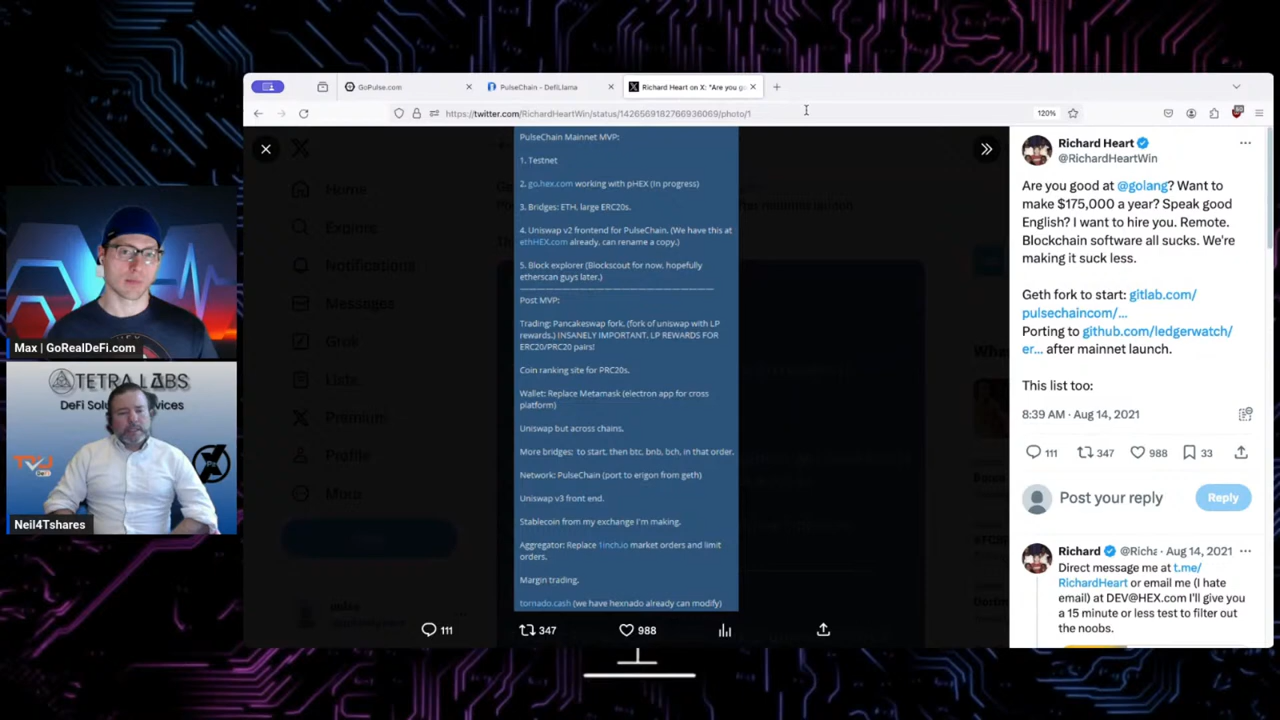 GoPulse.com
PulseChain - DefiLlama
Richard Heart on X: "Are you go
https://twitter.com/RichardHeartWin/status/1426569182766936069/photo/1
120%
PulseChain Mainnet MVP:
1. Testnet
2. go.hex.com working with pHEX (in progress)
3. Bridges: ETH, large ERC20s.
4. Uniswap v2 frontend for PulseChain. (We have this at
ethHEX.com already, can rename a copy.)
5. Block explorer (Blockscout for now, hopefully
etherscan guys later.)
Post MVP:
Trading: Pancakeswap fork. (fork of uniswap with LP
rewards.) INSANELY IMPORTANT. LP REWARDS FOR
ERC20/PRC20 pairs!
Coin ranking site for PRC20s.
Wallet: Replace Metamask (electron app for cross
platform)
Uniswap but across chains.
More bridges; to start, then btc, bnb, bch, in that order.
Network: PulseChain (port to erigon from geth)
Uniswap v3 front end.
Stablecoin from my exchange I'm making.
Aggregator: Replace 1inch.io market orders and limit
orders.
Margin trading.
tornado.cash (we have hexnado already can modify)
111
347
988
Home
Explore
Notifications
Messages
Grok
Lists
Premium
Profile
More
Richard Heart
@RichardHeartWin
Are you good at @golang? Want to
make $175,000 a year? Speak good
English? I want to hire you. Remote.
Blockchain software all sucks. We're
making it suck less.
Geth fork to start: gitlab.com/
pulsechaincom/...
Porting to github.com/ledgerwatch/
er... after mainnet launch.
This list too:
8:39 AM · Aug 14, 2021
111
347
988
33
Post your reply
Reply
Richard @Richa · Aug 14, 2021
Direct message me at t.me/
RichardHeart or email me (I hate
email) at DEV@HEX.com I'll give you
a 15 minute or less test to filter out
the noobs.
Max | GoRealDeFi.com
TETRA LABS
DeFi Solu
vices
Neil4Tshares